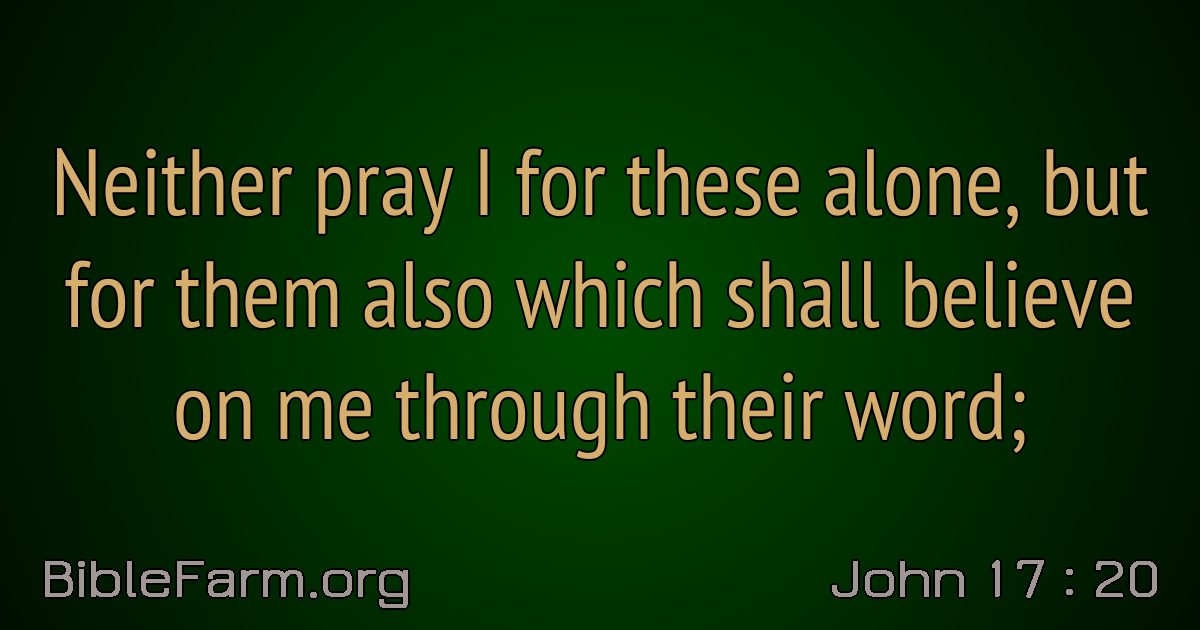 Neither pray I for these alone, but
for them also which shall believe
on me through their word;
BibleFarm.org
John 17 : 20